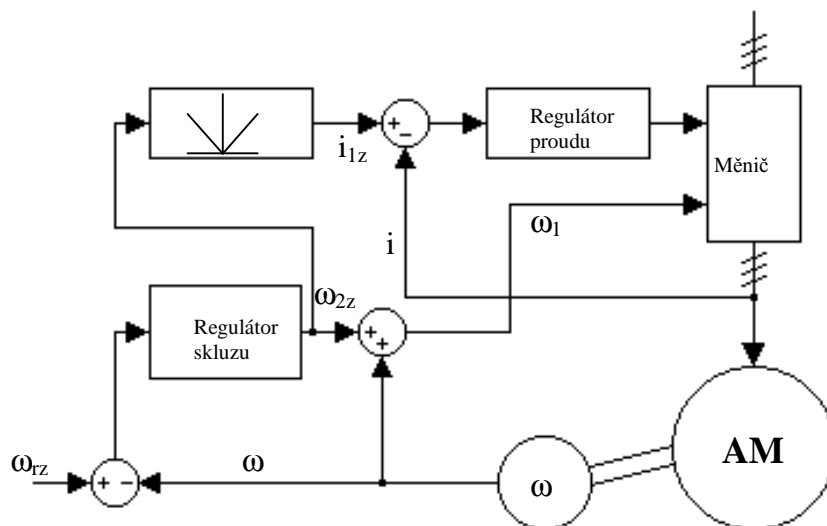 Regulátor
proudu
Měnič
i1z
i
ω1
ω2z
Regulátor
skluzu
ωrz
ω
ω
AM
+
−
+
+
+
−